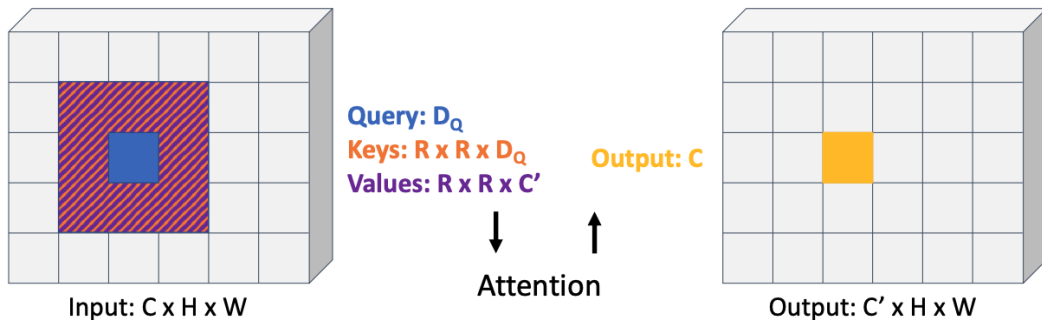 Query: D_Q
Keys: R x R x D_Q
Values: R x R x C’
Output: C
Attention
Input: C x H x W
Output: C’ x H x W